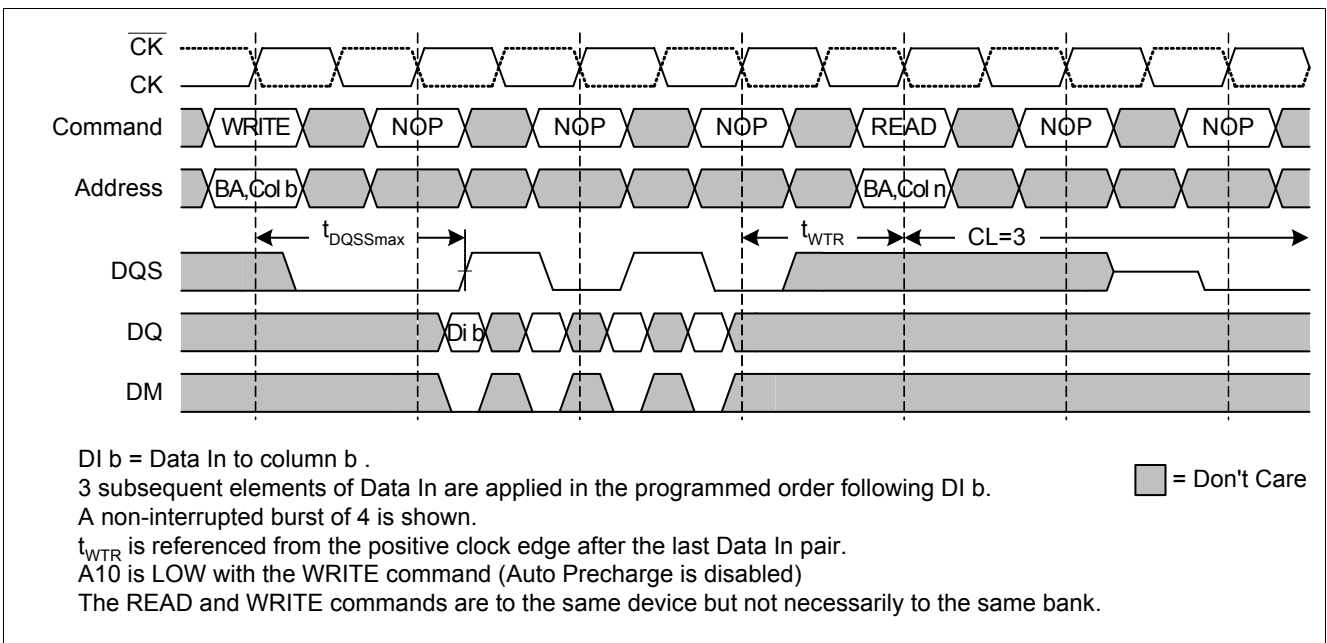 CK
CK
Command WRITE NOP NOP NOP READ NOP NOP
Address BA,Col b BA,Col n
tDQSSmax tWTR CL=3
DQS
DQ Di b
DM
DI b = Data In to column b .
3 subsequent elements of Data In are applied in the programmed order following DI b.
= Don't Care
A non-interrupted burst of 4 is shown.
tWTR is referenced from the positive clock edge after the last Data In pair.
A10 is LOW with the WRITE command (Auto Precharge is disabled)
The READ and WRITE commands are to the same device but not necessarily to the same bank.